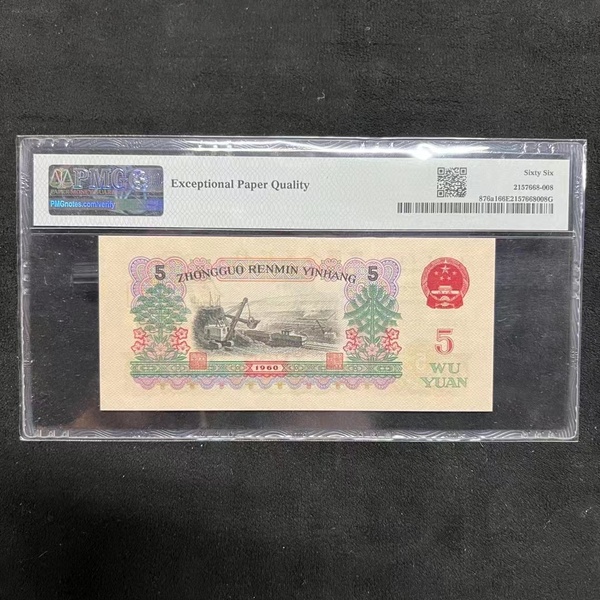 PMG
PMGnotes.com/verify
Exceptional Paper Quality
Sixty Six
2157668-008
876a166E2157668008G
5
ZHONGGUO RENMIN YINHANG
5
1960
5
WU
YUAN